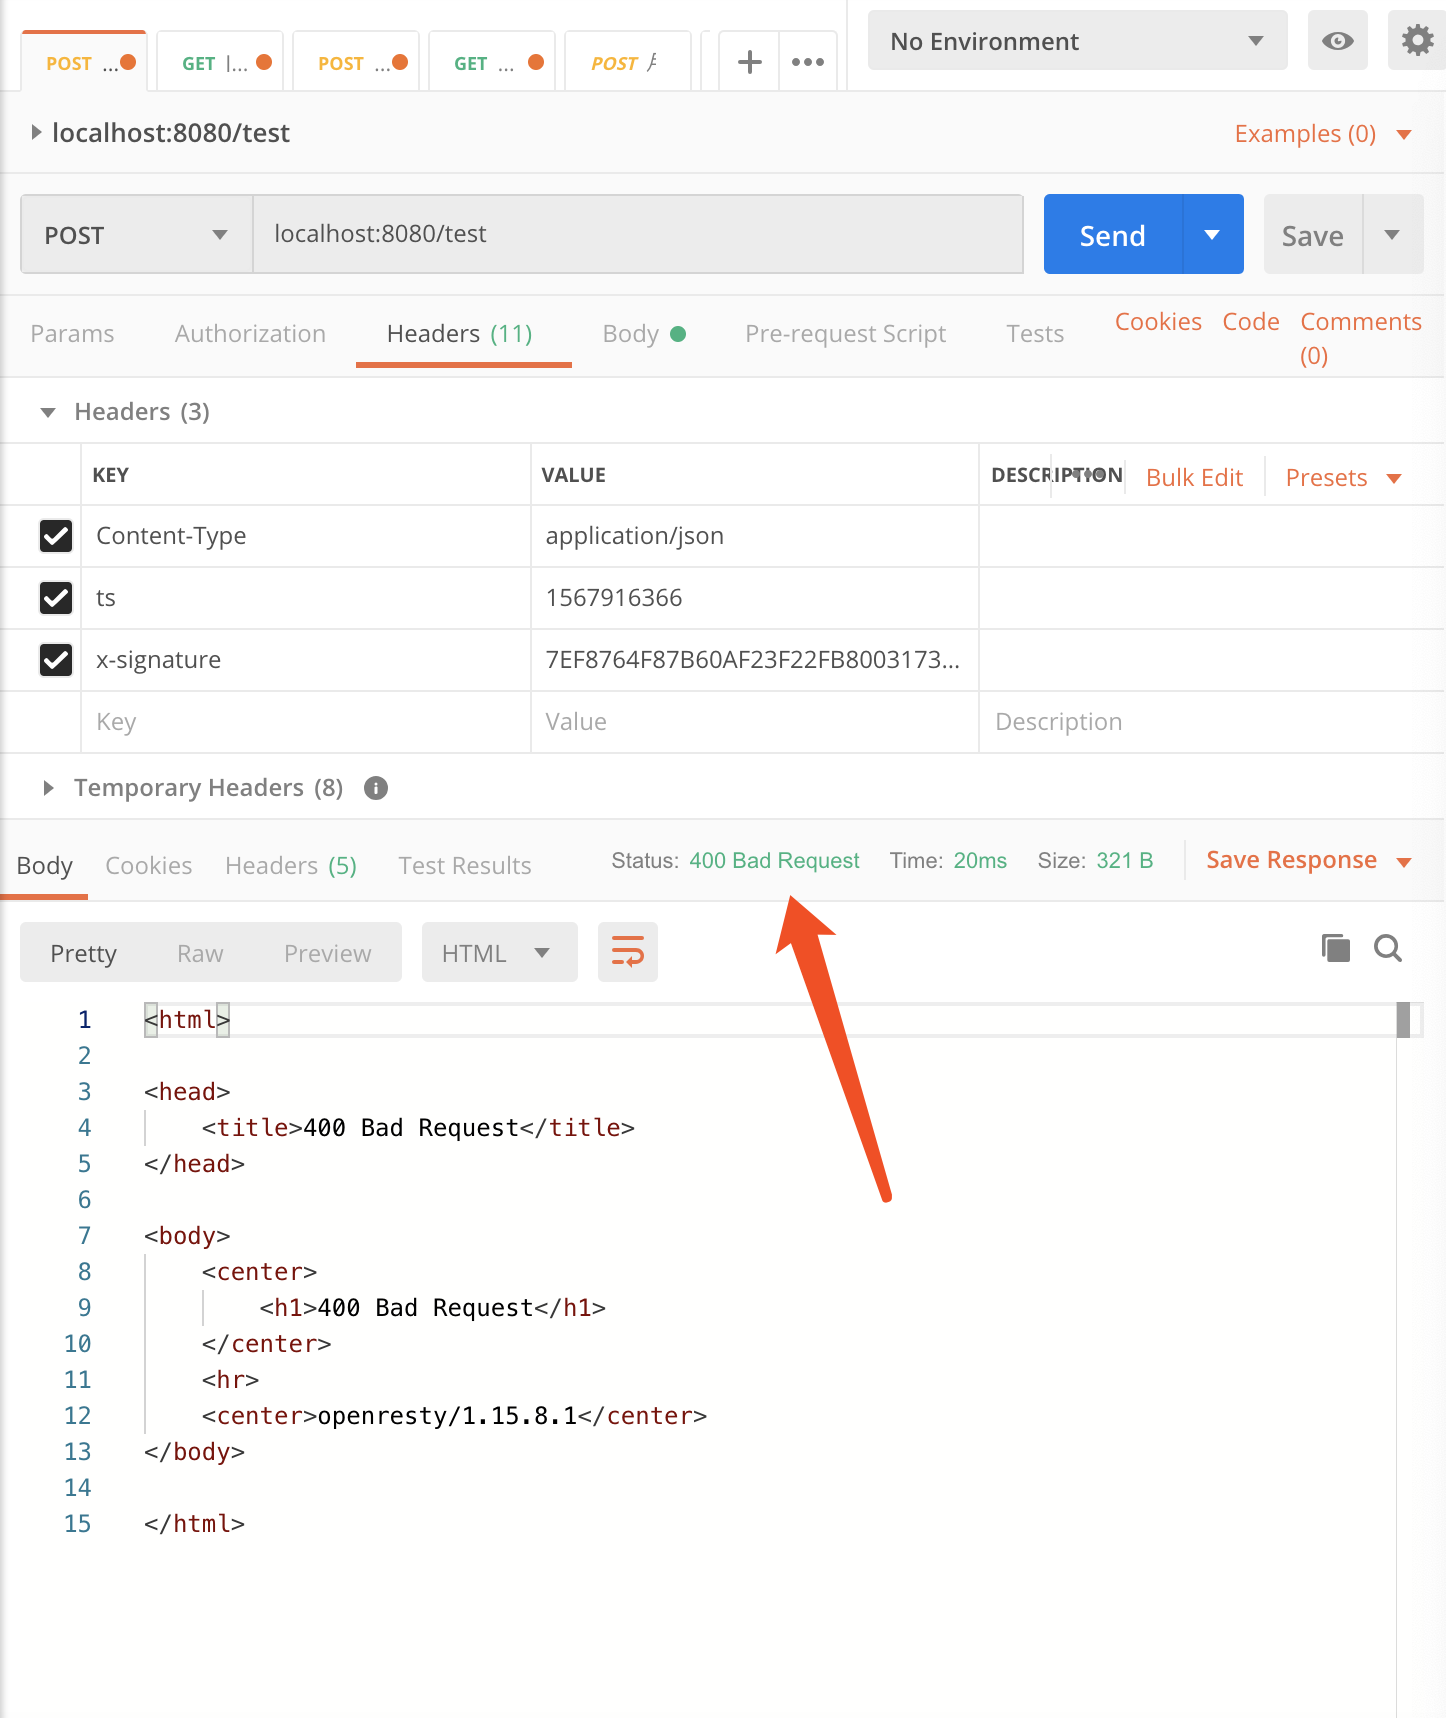 POST ... GET l... POST ... GET ... POST No Environment
localhost:8080/test Examples (0)
POST localhost:8080/test Send Save
Params Authorization Headers (11) Body Pre-request Script Tests Cookies Code Comments (0)
Headers (3)
KEY VALUE DESCRIPTION Bulk Edit Presets
Content-Type application/json
ts 1567916366
x-signature 7EF8764F87B60AF23F22FB8003173...
Key Value Description
Temporary Headers (8)
Body Cookies Headers (5) Test Results Status: 400 Bad Request Time: 20ms Size: 321 B Save Response
Pretty Raw Preview HTML
1 <html>
2
3 <head>
4 <title>400 Bad Request</title>
5 </head>
6
7 <body>
8 <center>
9 <h1>400 Bad Request</h1>
10 </center>
11 <hr>
12 <center>openresty/1.15.8.1</center>
13 </body>
14
15 </html>